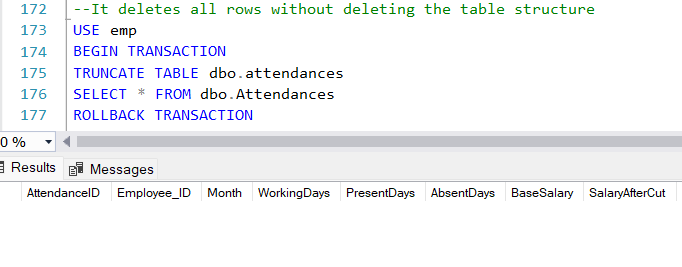 172 --It deletes all rows without deleting the table structure
173 USE emp
174 BEGIN TRANSACTION
175 TRUNCATE TABLE dbo.attendances
176 SELECT * FROM dbo.Attendances
177 ROLLBACK TRANSACTION
0 %
Results Messages
AttendanceID Employee_ID Month WorkingDays PresentDays AbsentDays BaseSalary SalaryAfterCut